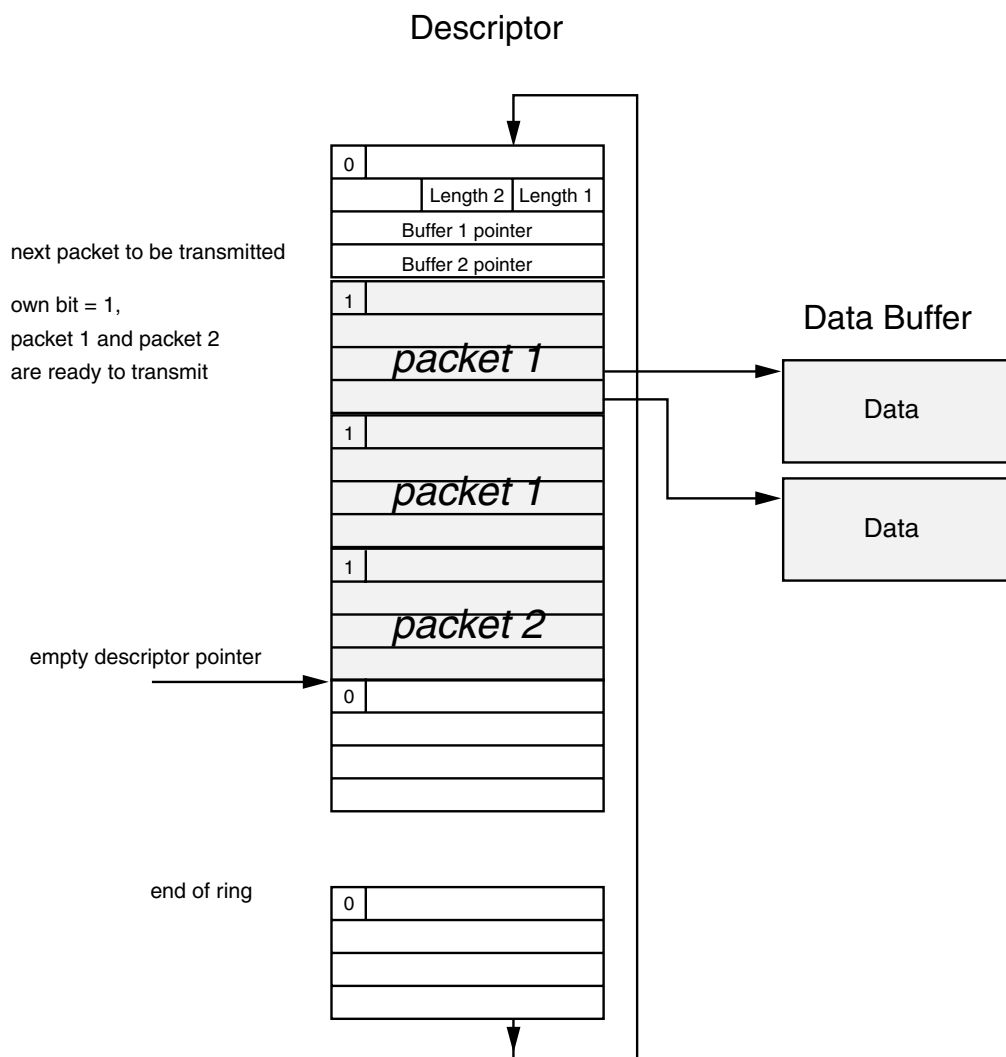 Descriptor
0
Length 2 Length 1
Buffer 1 pointer
next packet to be transmitted
Buffer 2 pointer
own bit = 1,
1
packet 1 and packet 2
are ready to transmit
packet 1
Data Buffer
Data
1
packet 1
Data
1
packet 2
empty descriptor pointer
0
end of ring
0